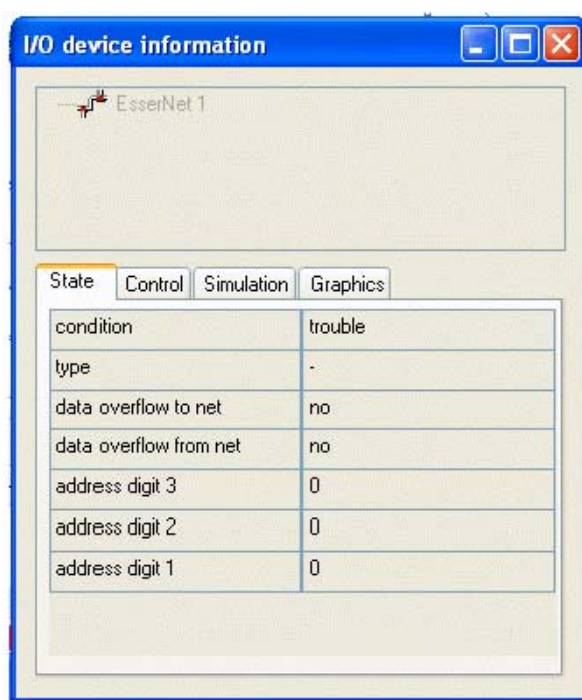 I/O device information
EsserNet 1
State Control Simulation Graphics
condition trouble
type -
data overflow to net no
data overflow from net no
address digit 3 0
address digit 2 0
address digit 1 0